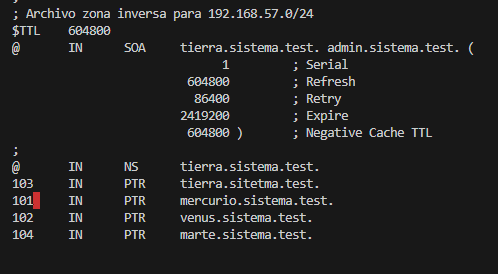 ;
; Archivo zona inversa para 192.168.57.0/24
$TTL 604800
@ IN SOA tierra.sistema.test. admin.sistema.test. (
1 ; Serial
604800 ; Refresh
86400 ; Retry
2419200 ; Expire
604800 ) ; Negative Cache TTL
;
@ IN NS tierra.sistema.test.
103 IN PTR tierra.sitetma.test.
101 IN PTR mercurio.sistema.test.
102 IN PTR venus.sistema.test.
104 IN PTR marte.sistema.test.